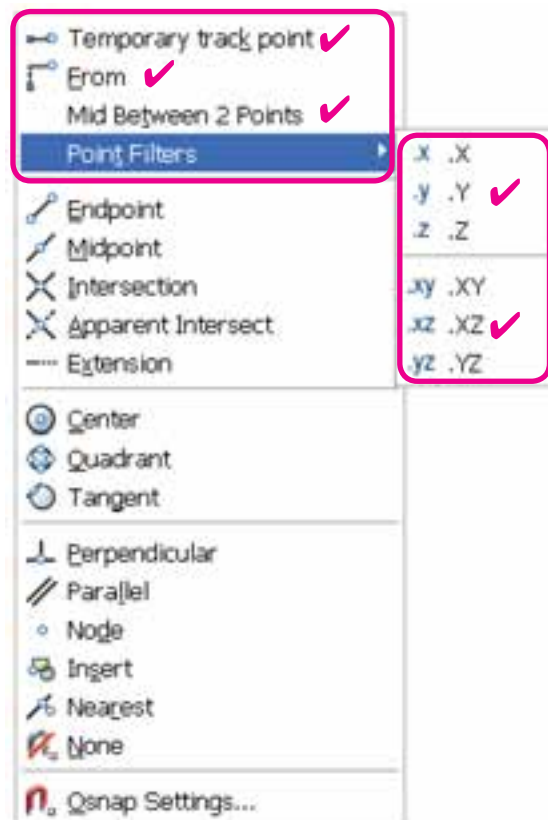 Temporary track point
From
Mid Between 2 Points
Point Filters
.x .X
.y .Y
.z .Z
.xy .XY
.xz .XZ
.yz .YZ
Endpoint
Midpoint
Intersection
Apparent Intersect
Extension
Center
Quadrant
Tangent
Perpendicular
Parallel
Node
Insert
Nearest
None
Osnap Settings...